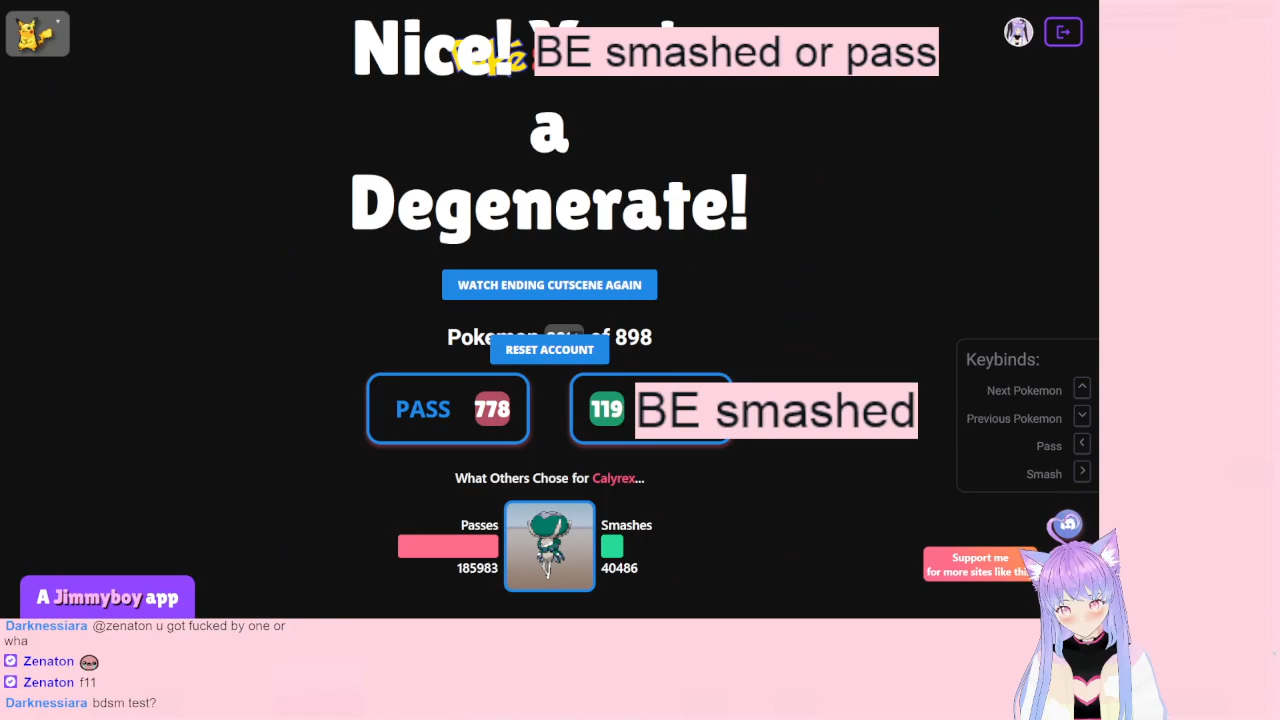 Nice!
BE smashed or pass
a
Degenerate!
WATCH ENDING CUTSCENE AGAIN
Pokemon of 898
RESET ACCOUNT
PASS 778
119 BE smashed
What Others Chose for Calyrex...
Passes
185983
Smashes
40486
Keybinds:
Next Pokemon
Previous Pokemon
Pass
Smash
Support me
for more sites like
A Jimmyboy app
Darknessiara @zenaton u got fucked by one or
wha
Zenaton
Zenaton f11
Darknessiara bdsm test?